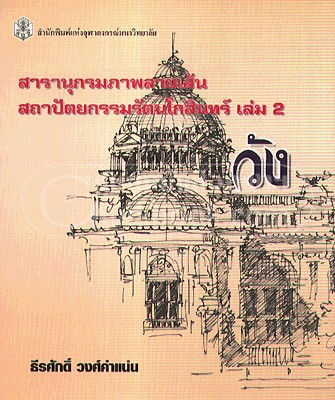 สำนักพิมพ์แห่งจุฬาลงกรณ์มหาวิทยาลัย
สารานุกรมภาพลายเส้น
สถาปัตยกรรมรัตนโกสินทร์ เล่ม 2
วัง
ธีรศักดิ์ วงศ์คำแน่น